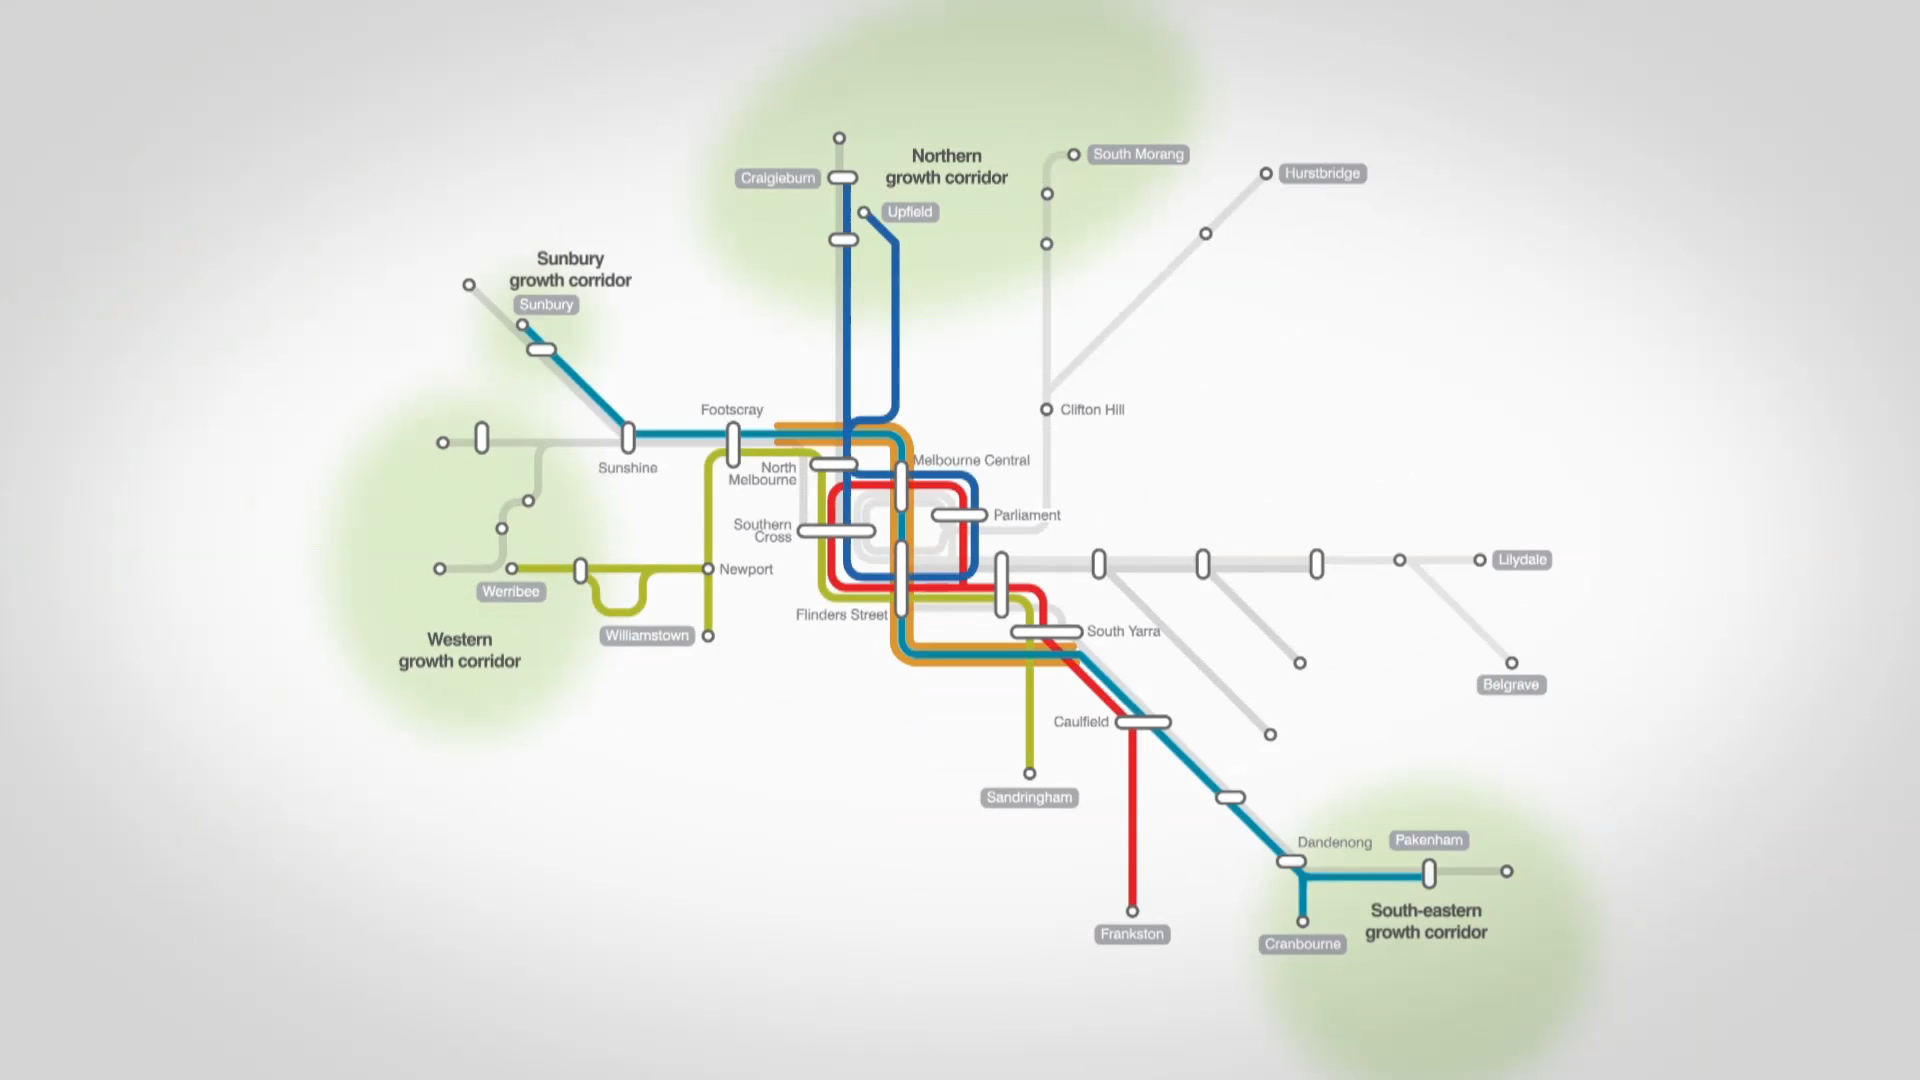 South Morang
Northern
growth corridor
Hurstbridge
Craigieburn
Upfield
Sunbury
growth corridor
Sunbury
Footscray
Clifton Hill
Sunshine
North
Melbourne
Melbourne Central
Southern
Cross
Parliament
Lilydale
Newport
Werribee
Flinders Street
Williamstown
South Yarra
Western
growth corridor
Belgrave
Caulfield
Sandringham
Dandenong
Pakenham
South-eastern
growth corridor
Frankston
Cranbourne